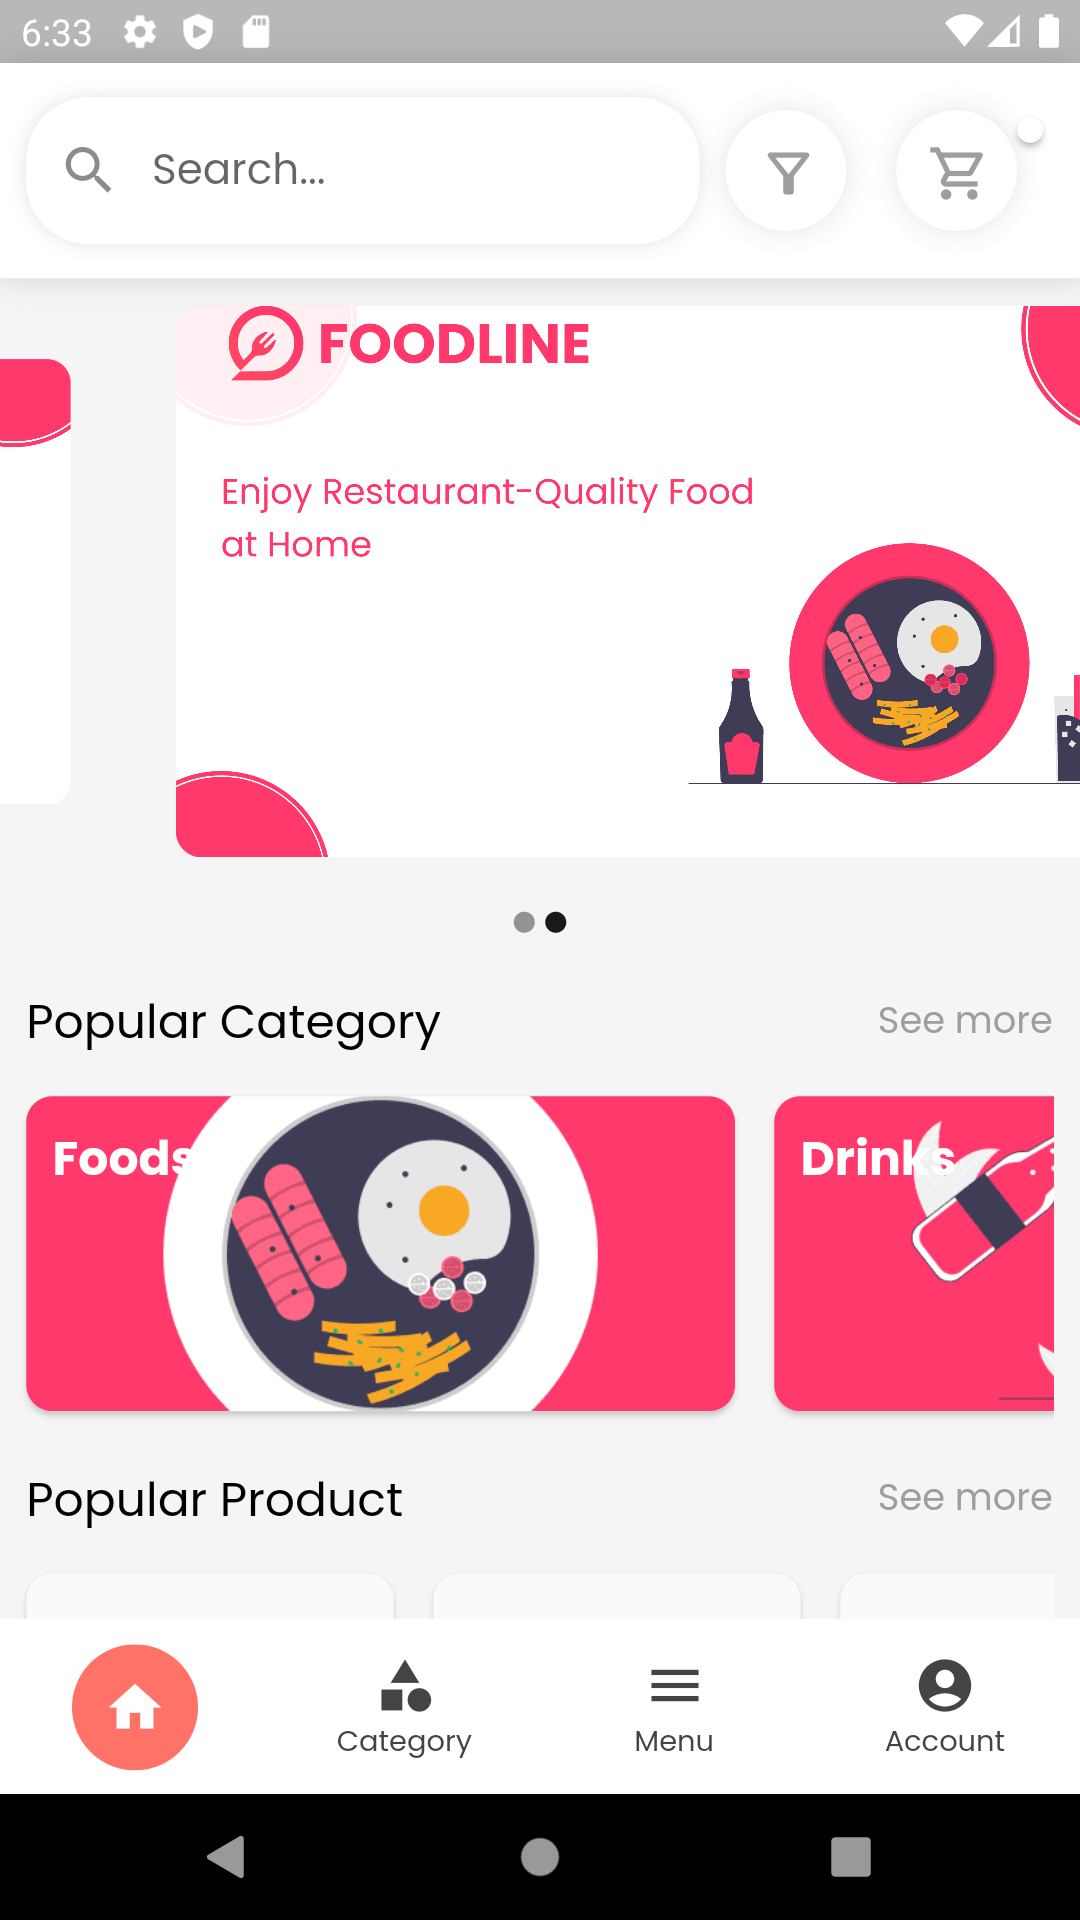 6:33
Search...
FOODLINE
Enjoy Restaurant-Quality Food
at Home
Popular Category
See more
Foods
Drinks
Popular Product
See more
Category
Menu
Account